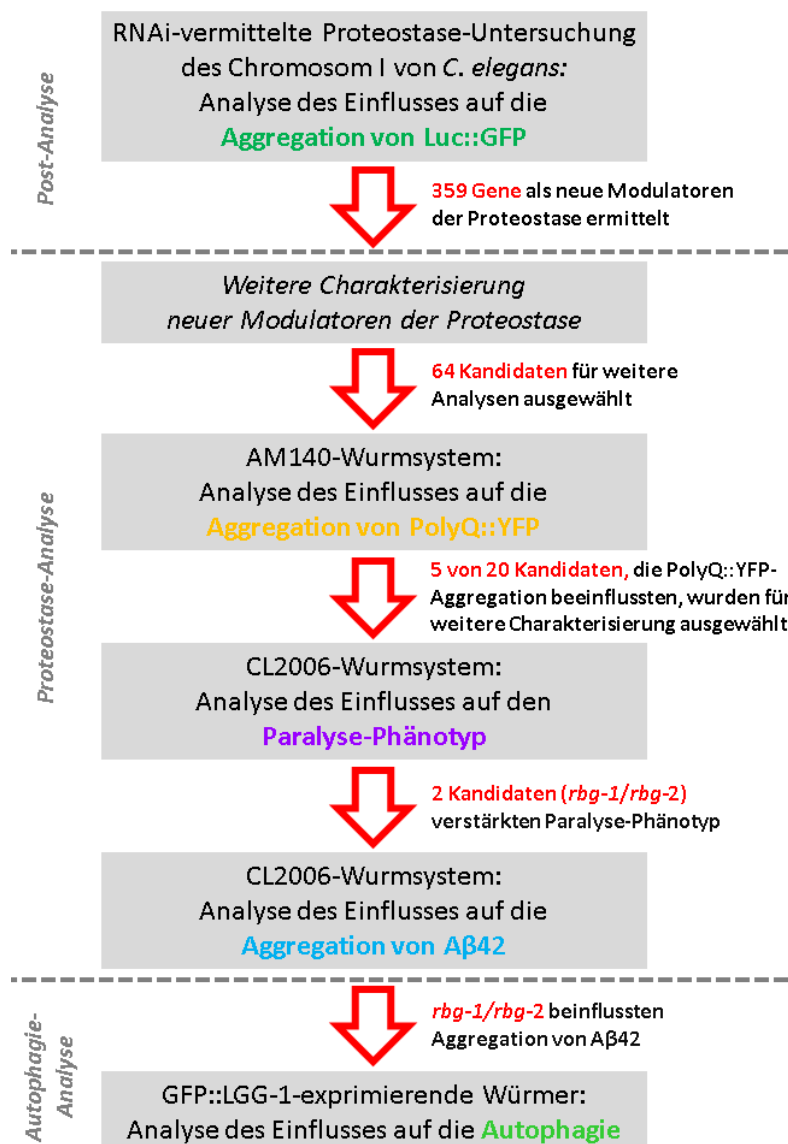 Post-Analyse
RNAi-vermittelte Proteostase-Untersuchung
des Chromosom I von C. elegans:
Analyse des Einflusses auf die
Aggregation von Luc::GFP
359 Gene als neue Modulatoren
der Proteostase ermittelt
Proteostase-Analyse
Weitere Charakterisierung
neuer Modulatoren der Proteostase
64 Kandidaten für weitere
Analysen ausgewählt
AM140-Wurmsystem:
Analyse des Einflusses auf die
Aggregation von PolyQ::YFP
5 von 20 Kandidaten, die PolyQ::YFP-
Aggregation beeinflussten, wurden für
weitere Charakterisierung ausgewählt
CL2006-Wurmsystem:
Analyse des Einflusses auf den
Paralyse-Phänotyp
2 Kandidaten (rbg-1/rbg-2)
verstärkten Paralyse-Phänotyp
CL2006-Wurmsystem:
Analyse des Einflusses auf die
Aggregation von Aβ42
Autophagie-
Analyse
rbg-1/rbg-2 beinflussten
Aggregation von Aβ42
GFP::LGG-1-exprimierende Würmer:
Analyse des Einflusses auf die Autophagie